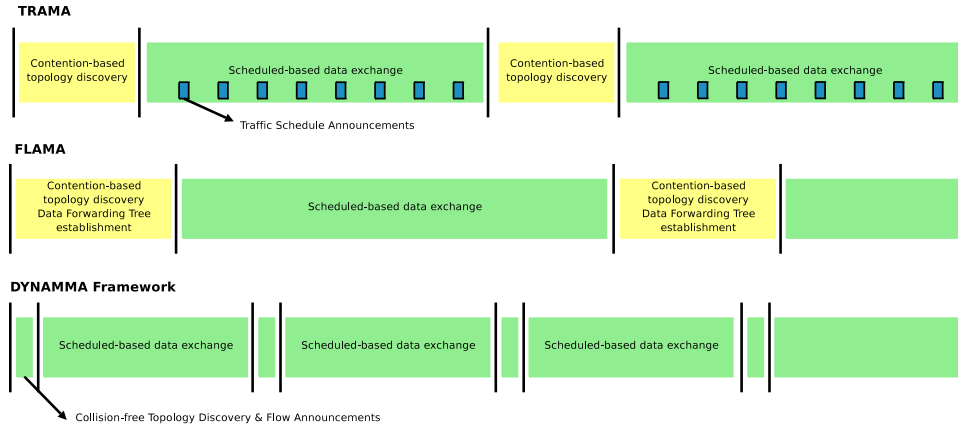 TRAMA
Contention-based
topology discovery
Scheduled-based data exchange
Contention-based
topology discovery
Scheduled-based data exchange
Traffic Schedule Announcements
FLAMA
Contention-based
topology discovery
Data Forwarding Tree
establishment
Scheduled-based data exchange
Contention-based
topology discovery
Data Forwarding Tree
establishment
DYNAMMA Framework
Scheduled-based data exchange
Scheduled-based data exchange
Scheduled-based data exchange
Collision-free Topology Discovery & Flow Announcements